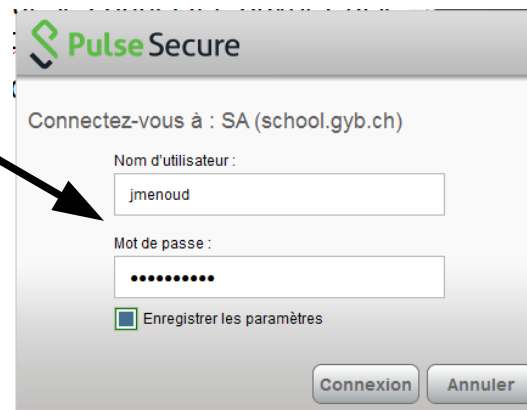 Pulse Secure
Connectez-vous à : SA (school.gyb.ch)
Nom d'utilisateur :
jmenoud
Mot de passe :
••••••••••
Enregistrer les paramètres
Connexion Annuler